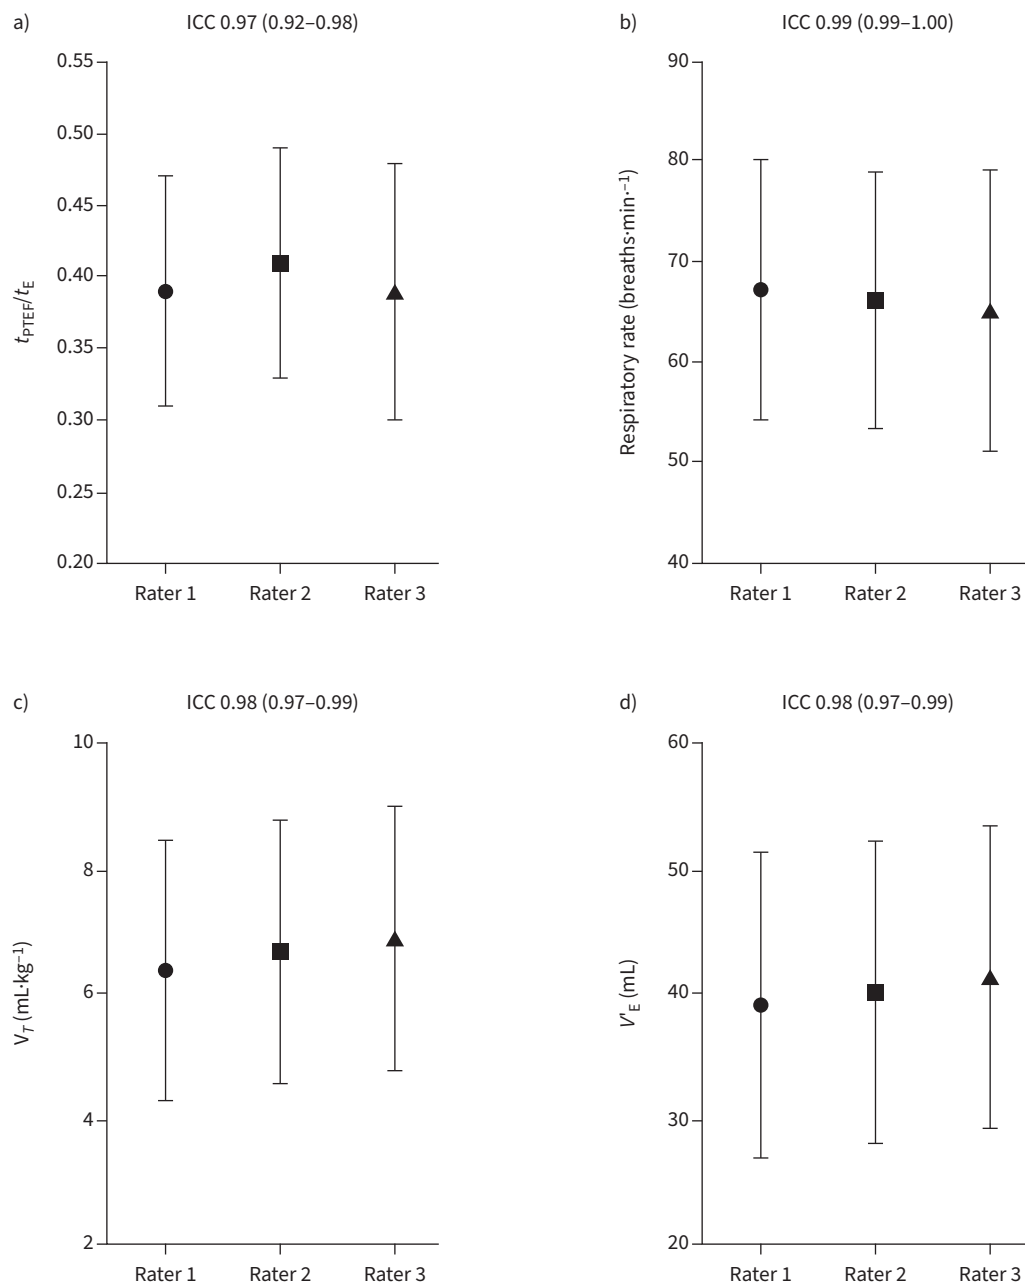 a) ICC 0.97 (0.92–0.98)
0.55
0.50
0.45
0.40
0.35
0.30
0.25
0.20
tPTEF/tE
Rater 1 Rater 2 Rater 3
b) ICC 0.99 (0.99–1.00)
90
80
70
60
50
40
Respiratory rate (breaths·min·−1)
Rater 1 Rater 2 Rater 3
c) ICC 0.98 (0.97–0.99)
10
8
6
4
2
VT (mL·kg−1)
Rater 1 Rater 2 Rater 3
d) ICC 0.98 (0.97–0.99)
60
50
40
30
20
V'E (mL)
Rater 1 Rater 2 Rater 3